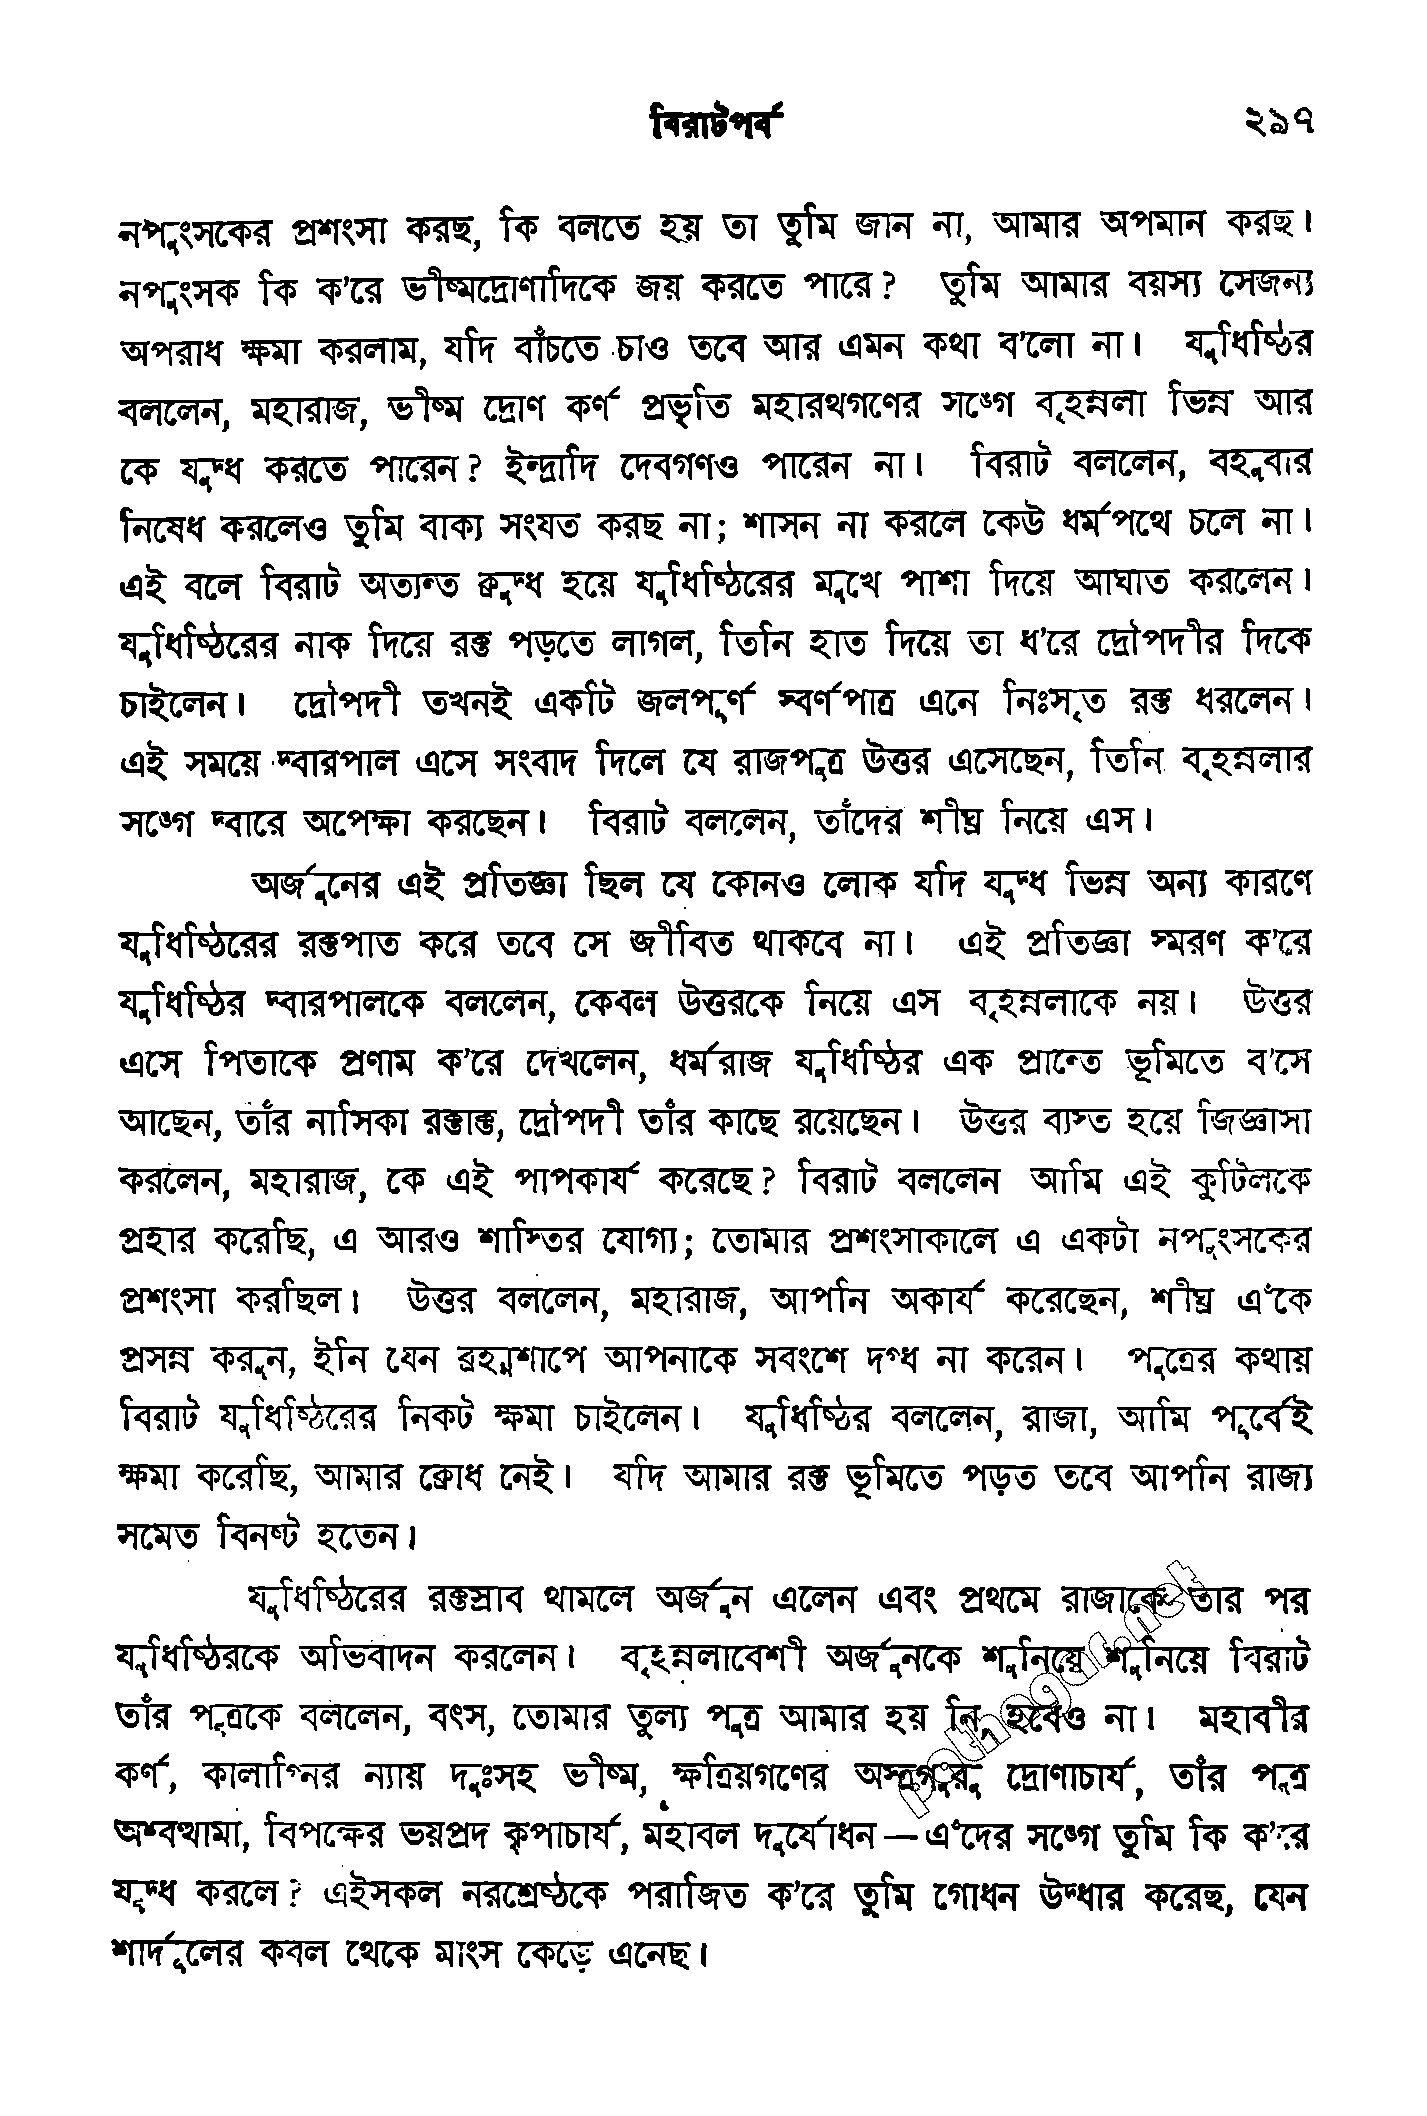 বিরাটপর্ব ২৯৭
নপুংসকের প্রশংসা করছ, কি বলতে হয় তা তুমি জান না, আমার অপমান করছ।
নপুংসক কি ক'রে ভীষ্মদ্রোণাদিকে জয় করতে পারে? তুমি আমার বয়স্য সেজন্য
অপরাধ ক্ষমা করলাম, যদি বাঁচতে চাও তবে আর এমন কথা ব'লো না। যুধিষ্ঠির
বললেন, মহারাজ, ভীষ্ম দ্রোণ কর্ণ প্রভৃতি মহারথগণের সঙ্গে বৃহন্নলা ভিন্ন আর
কে যুদ্ধ করতে পারেন? ইন্দ্রাদি দেবগণও পারেন না। বিরাট বললেন, বহুবার
নিষেধ করলেও তুমি বাক্য সংযত করছ না; শাসন না করলে কেউ ধর্মপথে চলে না।
এই বলে বিরাট অত্যন্ত ক্রুদ্ধ হয়ে যুধিষ্ঠিরের মুখে পাশা দিয়ে আঘাত করলেন।
যুধিষ্ঠিরের নাক দিয়ে রক্ত পড়তে লাগল, তিনি হাত দিয়ে তা ধ'রে দ্রৌপদীর দিকে
চাইলেন। দ্রৌপদী তখনই একটি জলপূর্ণ স্বর্ণপাত্র এনে নিঃসৃত রক্ত ধরলেন।
এই সময়ে দ্বারপাল এসে সংবাদ দিলে যে রাজপুত্র উত্তর এসেছেন, তিনি বৃহন্নলার
সঙ্গে দ্বারে অপেক্ষা করছেন। বিরাট বললেন, তাঁদের শীঘ্র নিয়ে এস।
অর্জুনের এই প্রতিজ্ঞা ছিল যে কোনও লোক যদি যুদ্ধ ভিন্ন অন্য কারণে
যুধিষ্ঠিরের রক্তপাত করে তবে সে জীবিত থাকবে না। এই প্রতিজ্ঞা স্মরণ ক'রে
যুধিষ্ঠির দ্বারপালকে বললেন, কেবল উত্তরকে নিয়ে এস বৃহন্নলাকে নয়। উত্তর
এসে পিতাকে প্রণাম ক'রে দেখলেন, ধর্মরাজ যুধিষ্ঠির এক প্রান্তে ভূমিতে ব'সে
আছেন, তাঁর নাসিকা রক্তাক্ত, দ্রৌপদী তাঁর কাছে রয়েছেন। উত্তর ব্যস্ত হয়ে জিজ্ঞাসা
করলেন, মহারাজ, কে এই পাপকার্য করেছে? বিরাট বললেন আমি এই কুটিলকে
প্রহার করেছি, এ আরও শাস্তির যোগ্য; তোমার প্রশংসাকালে এ একটা নপুংসকের
প্রশংসা করছিল। উত্তর বললেন, মহারাজ, আপনি অকার্য করেছেন, শীঘ্র এঁকে
প্রসন্ন করুন, ইনি যেন ব্রহ্মশাপে আপনাকে সবংশে দগ্ধ না করেন। পুত্রের কথায়
বিরাট যুধিষ্ঠিরের নিকট ক্ষমা চাইলেন। যুধিষ্ঠির বললেন, রাজা, আমি পূর্বেই
ক্ষমা করেছি, আমার ক্রোধ নেই। যদি আমার রক্ত ভূমিতে পড়ত তবে আপনি রাজ্য
সমেত বিনষ্ট হতেন।
যুধিষ্ঠিরের রক্তস্রাব থামলে অর্জুন এলেন এবং প্রথমে রাজাকে তার পর
যুধিষ্ঠিরকে অভিবাদন করলেন। বৃহন্নলাবেশী অর্জুনকে শুনিয়ে শুনিয়ে বিরাট
তাঁর পুত্রকে বললেন, বৎস, তোমার তুল্য পুত্র আমার হয় নি, হবেও না। মহাবীর
কর্ণ, কালাগ্নির ন্যায় দুঃসহ ভীষ্ম, ক্ষত্রিয়গণের অস্ত্রগুরু দ্রোণাচার্য, তাঁর পুত্র
অশ্বত্থামা, বিপক্ষের ভয়প্রদ কৃপাচার্য, মহাবল দুর্যোধন—এঁদের সঙ্গে তুমি কি ক'রে
যুদ্ধ করলে? এইসকল নরশ্রেষ্ঠকে পরাজিত ক'রে তুমি গোধন উদ্ধার করেছ, যেন
শার্দূলের কবল থেকে মাংস কেড়ে এনেছ।
pathagar.net